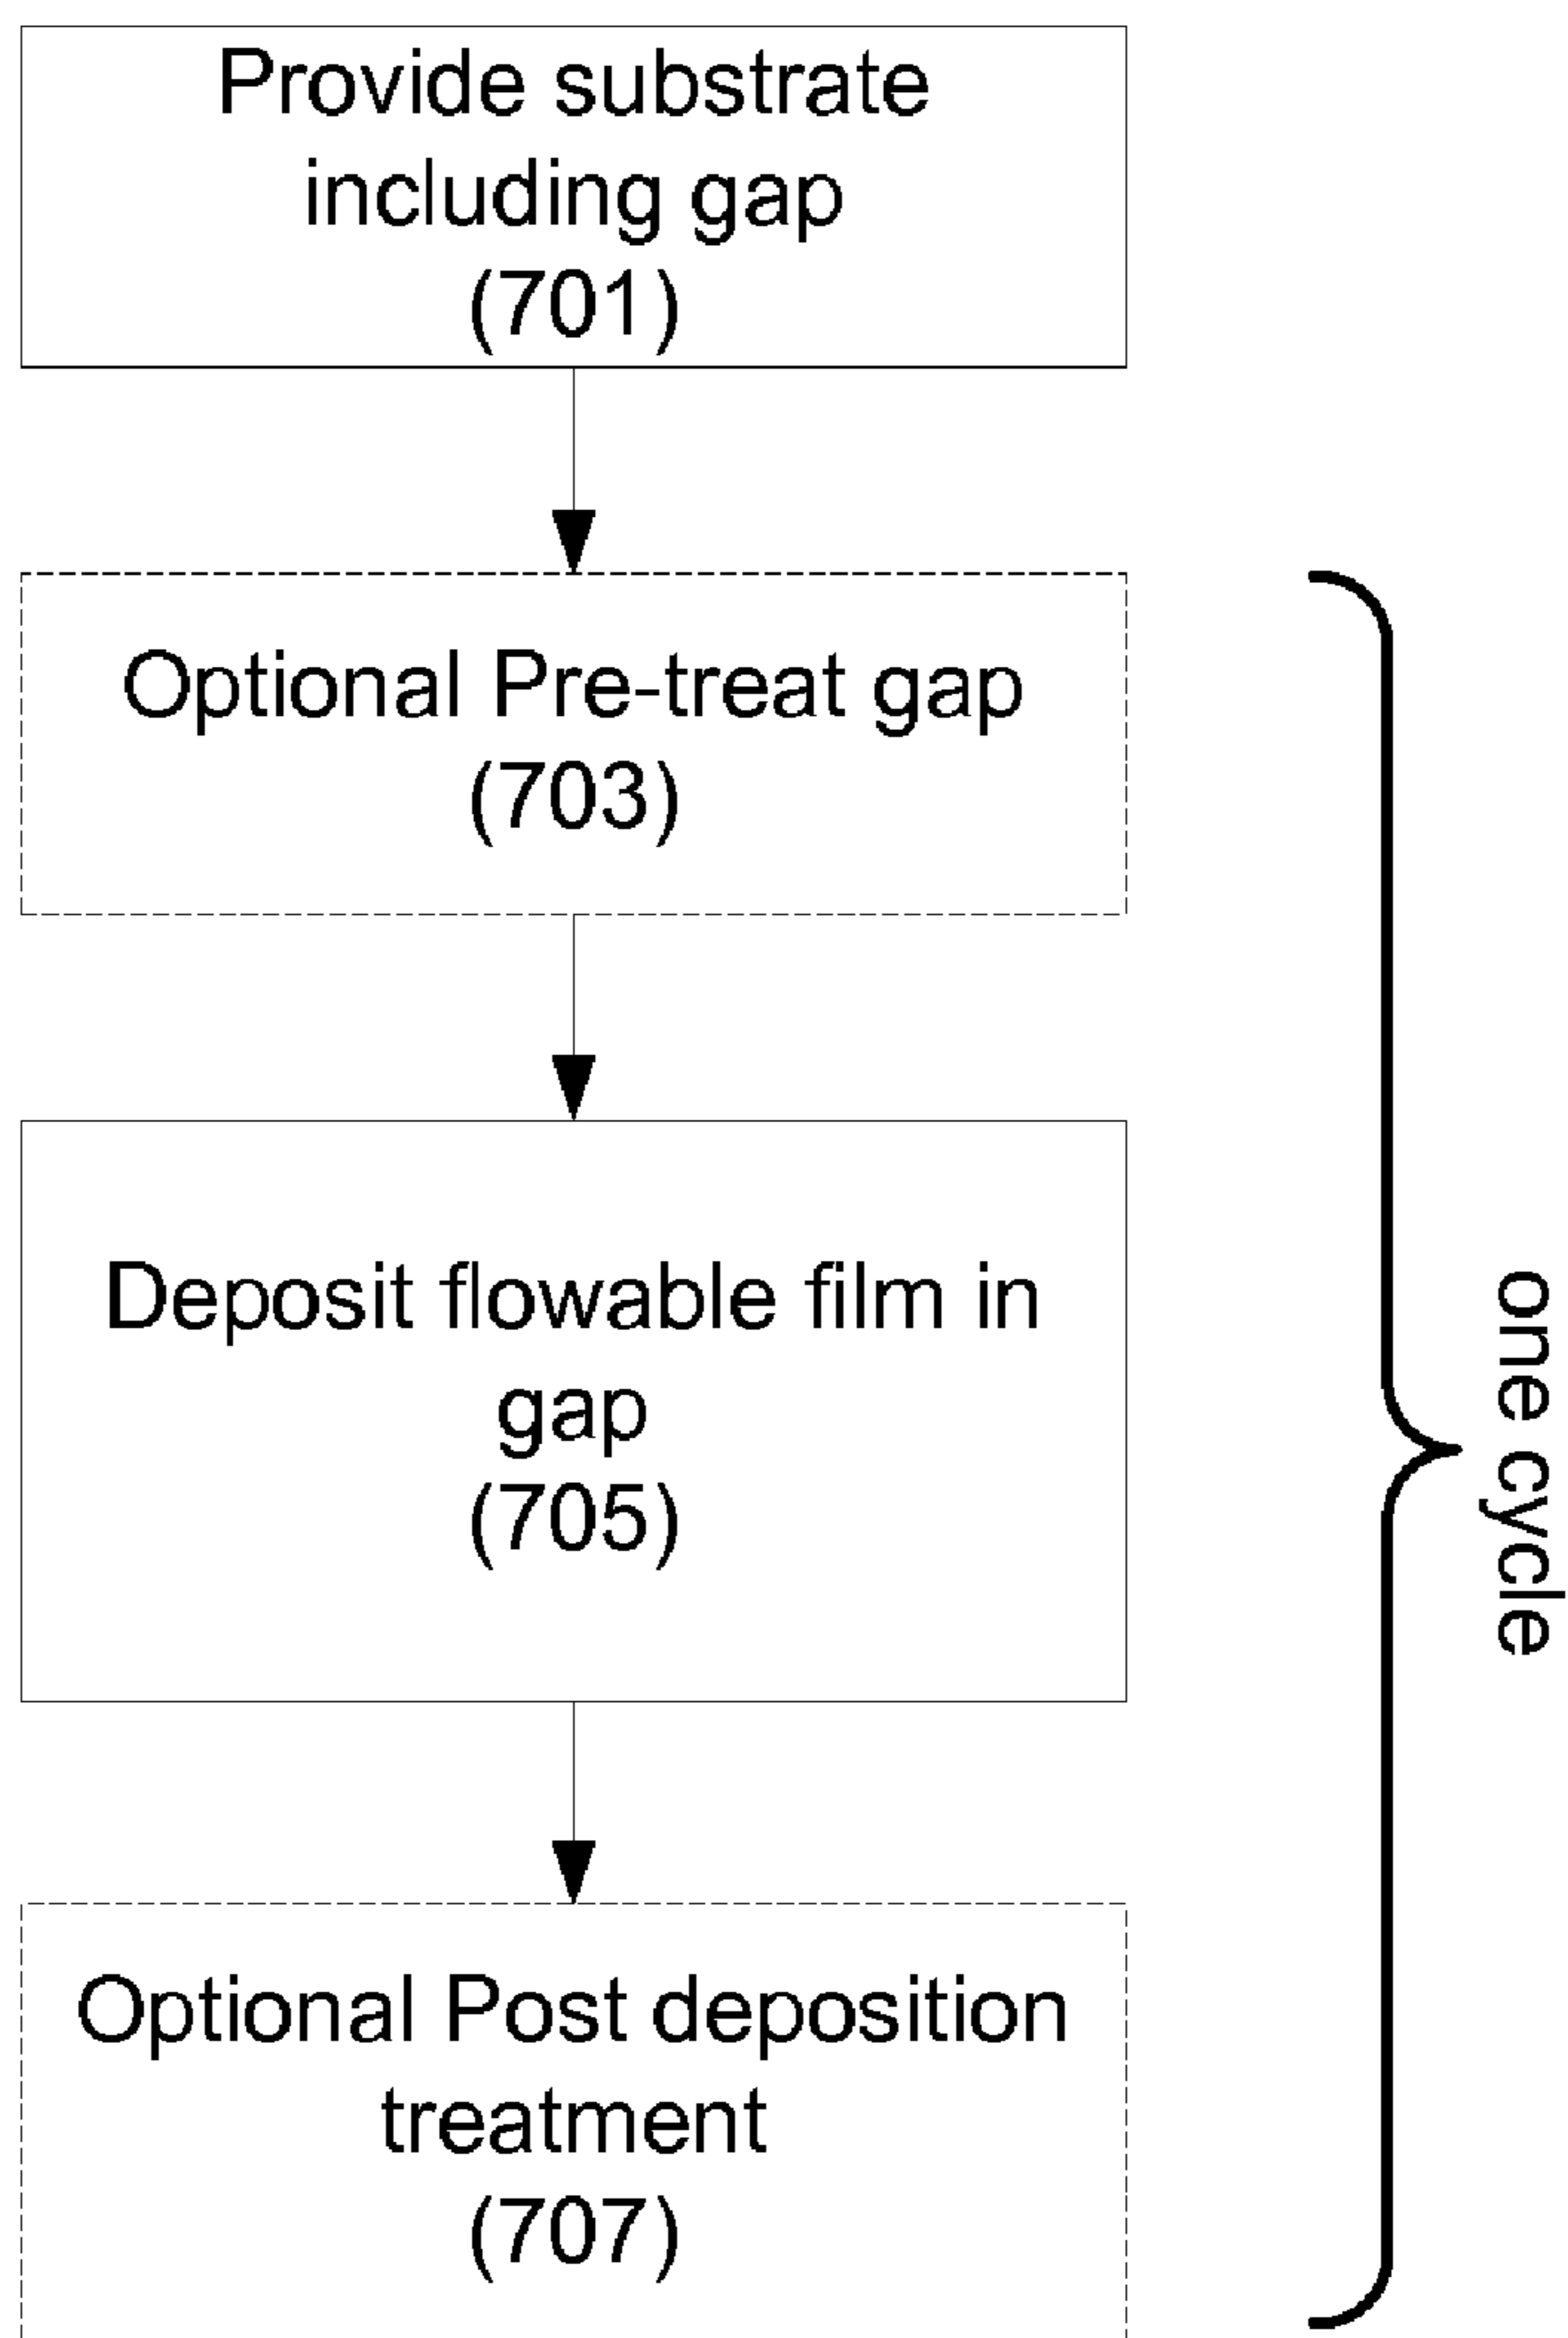 Provide substrate
including gap
(701)
Optional Pre-treat gap
(703)
Deposit flowable film in
gap
(705)
Optional Post deposition
treatment
(707)
one cycle